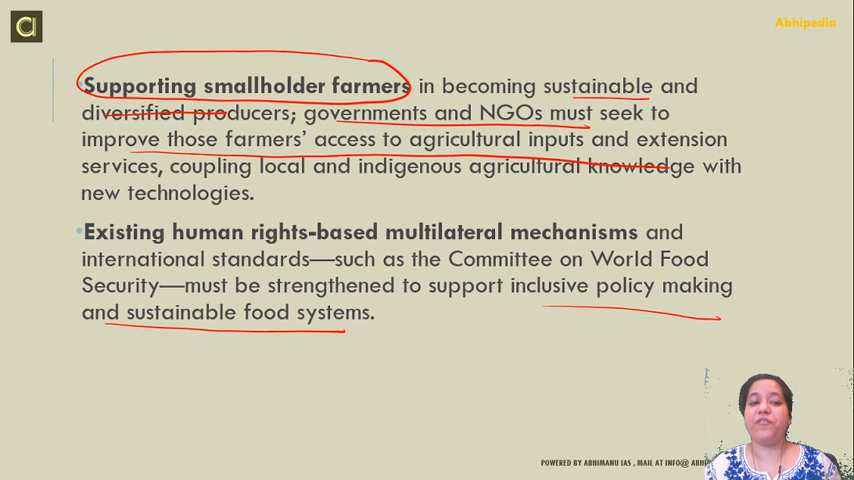 Abhipedia
•Supporting smallholder farmers in becoming sustainable and
diversified producers; governments and NGOs must seek to
improve those farmers' access to agricultural inputs and extension
services, coupling local and indigenous agricultural knowledge with
new technologies.
•Existing human rights-based multilateral mechanisms and
international standards—such as the Committee on World Food
Security—must be strengthened to support inclusive policy making
and sustainable food systems.
POWERED BY ABHIMANU IAS , MAIL AT INFO@